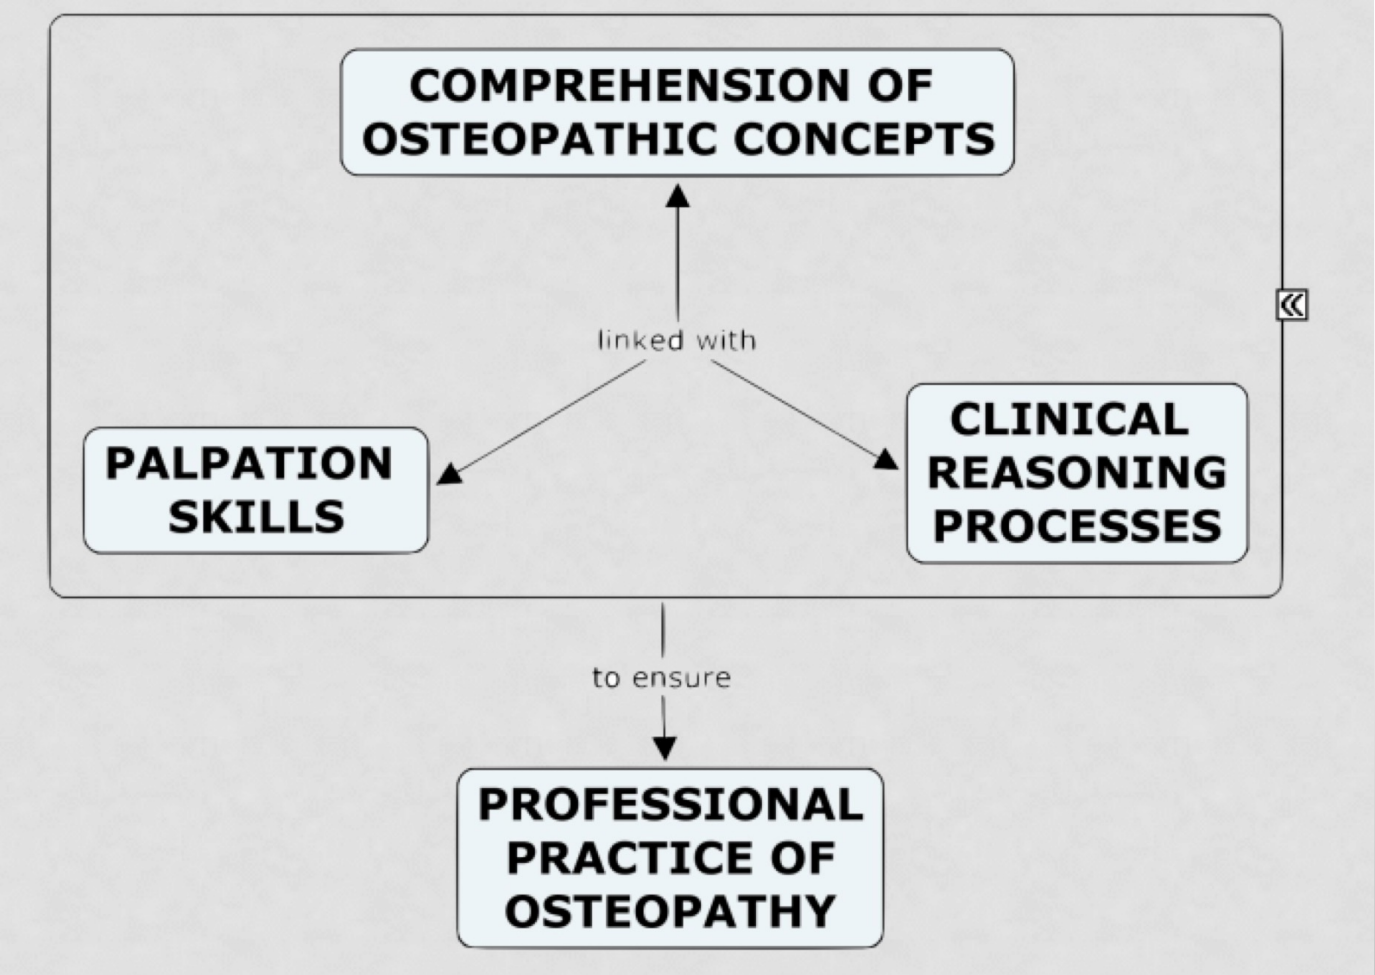 COMPREHENSION OF
OSTEOPATHIC CONCEPTS
linked with
PALPATION
SKILLS
CLINICAL
REASONING
PROCESSES
to ensure
PROFESSIONAL
PRACTICE OF
OSTEOPATHY